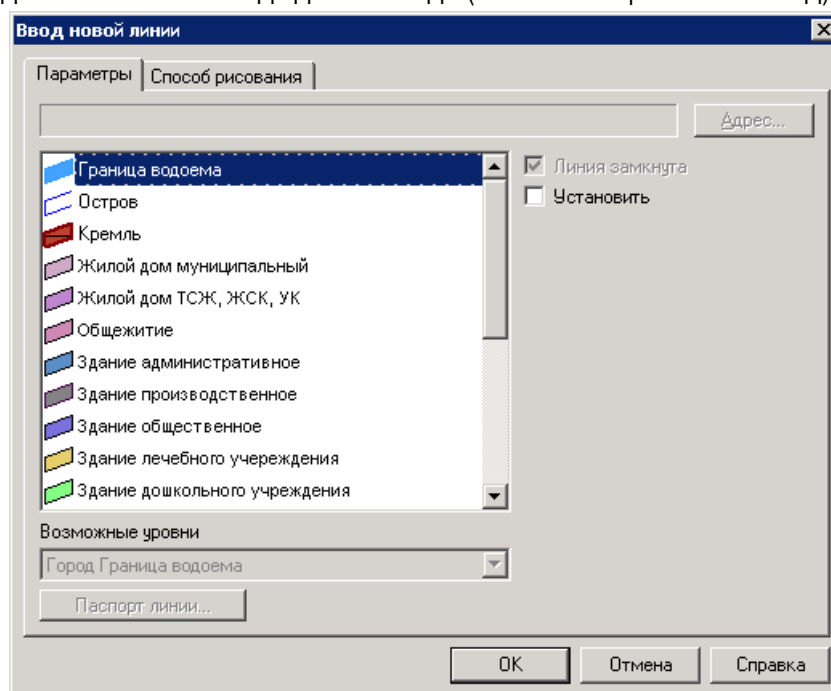 Ввод новой линии
Параметры Способ рисования
Адрес...
Граница водоема
Остров
Кремль
Жилой дом муниципальный
Жилой дом ТСЖ, ЖСК, УК
Общежитие
Здание административное
Здание производственное
Здание общественное
Здание лечебного учереждения
Здание дошкольного учреждения
Линия замкнута
Установить
Возможные уровни
Город Граница водоема
Паспорт линии...
OK Отмена Справка